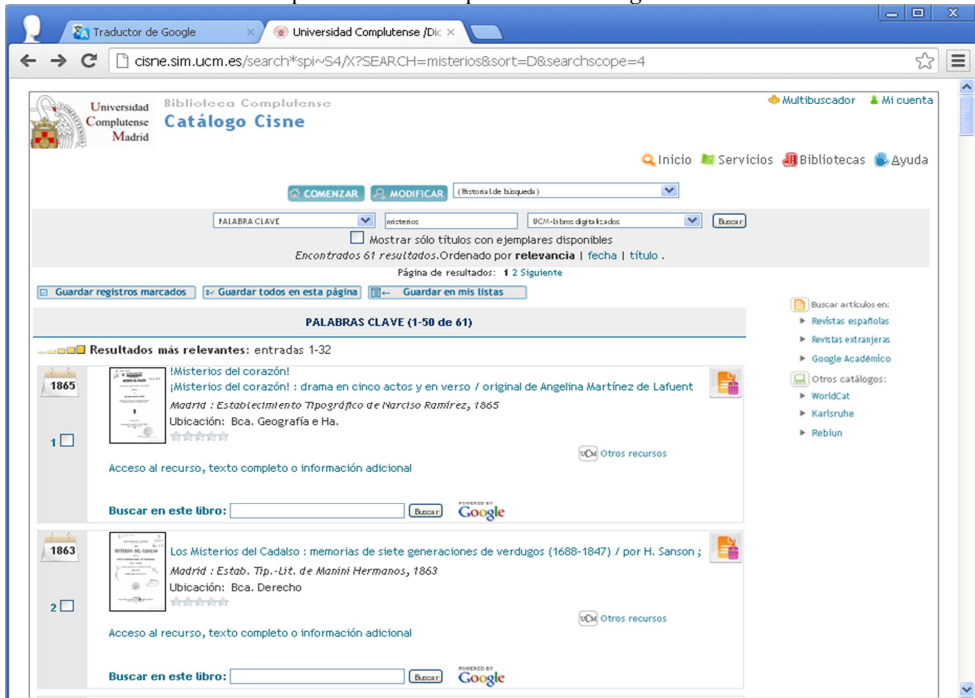 Traductor de Google
Universidad Complutense /Dic
cisne.sim.ucm.es/search*spi~S4/X?SEARCH=misterios&sort=D&searchscope=4
Universidad
Complutense
Madrid
Biblioteca Complutense
Catálogo Cisne
Multibuscador Mi cuenta
Inicio Servicios Bibliotecas Ayuda
COMENZAR MODIFICAR (Historial de búsqueda)
PALABRA CLAVE misterios UCM-Libros digitalizados Buscar
Mostrar sólo títulos con ejemplares disponibles
Encontrados 61 resultados.Ordenado por relevancia | fecha | título .
Página de resultados: 1 2 Siguiente
Guardar registros marcados Guardar todos en esta página Guardar en mis listas
PALABRAS CLAVE (1-50 de 61)
Resultados más relevantes: entradas 1-32
1865
!Misterios del corazón!
¡Misterios del corazón! : drama en cinco actos y en verso / original de Angelina Martínez de Lafuent
Madrid : Establecimiento Tipográfico de Narciso Ramírez, 1865
Ubicación: Bca. Geografía e Ha.
1
Otros recursos
Acceso al recurso, texto completo o información adicional
Buscar en este libro: Buscar POWERED BY Google
1863
Los Misterios del Cadalso : memorias de siete generaciones de verdugos (1688-1847) / por H. Sanson ;
Madrid : Estab. Tip.-Lit. de Manini Hermanos, 1863
Ubicación: Bca. Derecho
2
Otros recursos
Acceso al recurso, texto completo o información adicional
Buscar en este libro: Buscar POWERED BY Google
Buscar artículos en:
Revistas españolas
Revistas extranjeras
Google Académico
Otros catálogos:
WorldCat
Karlsruhe
Rebiun